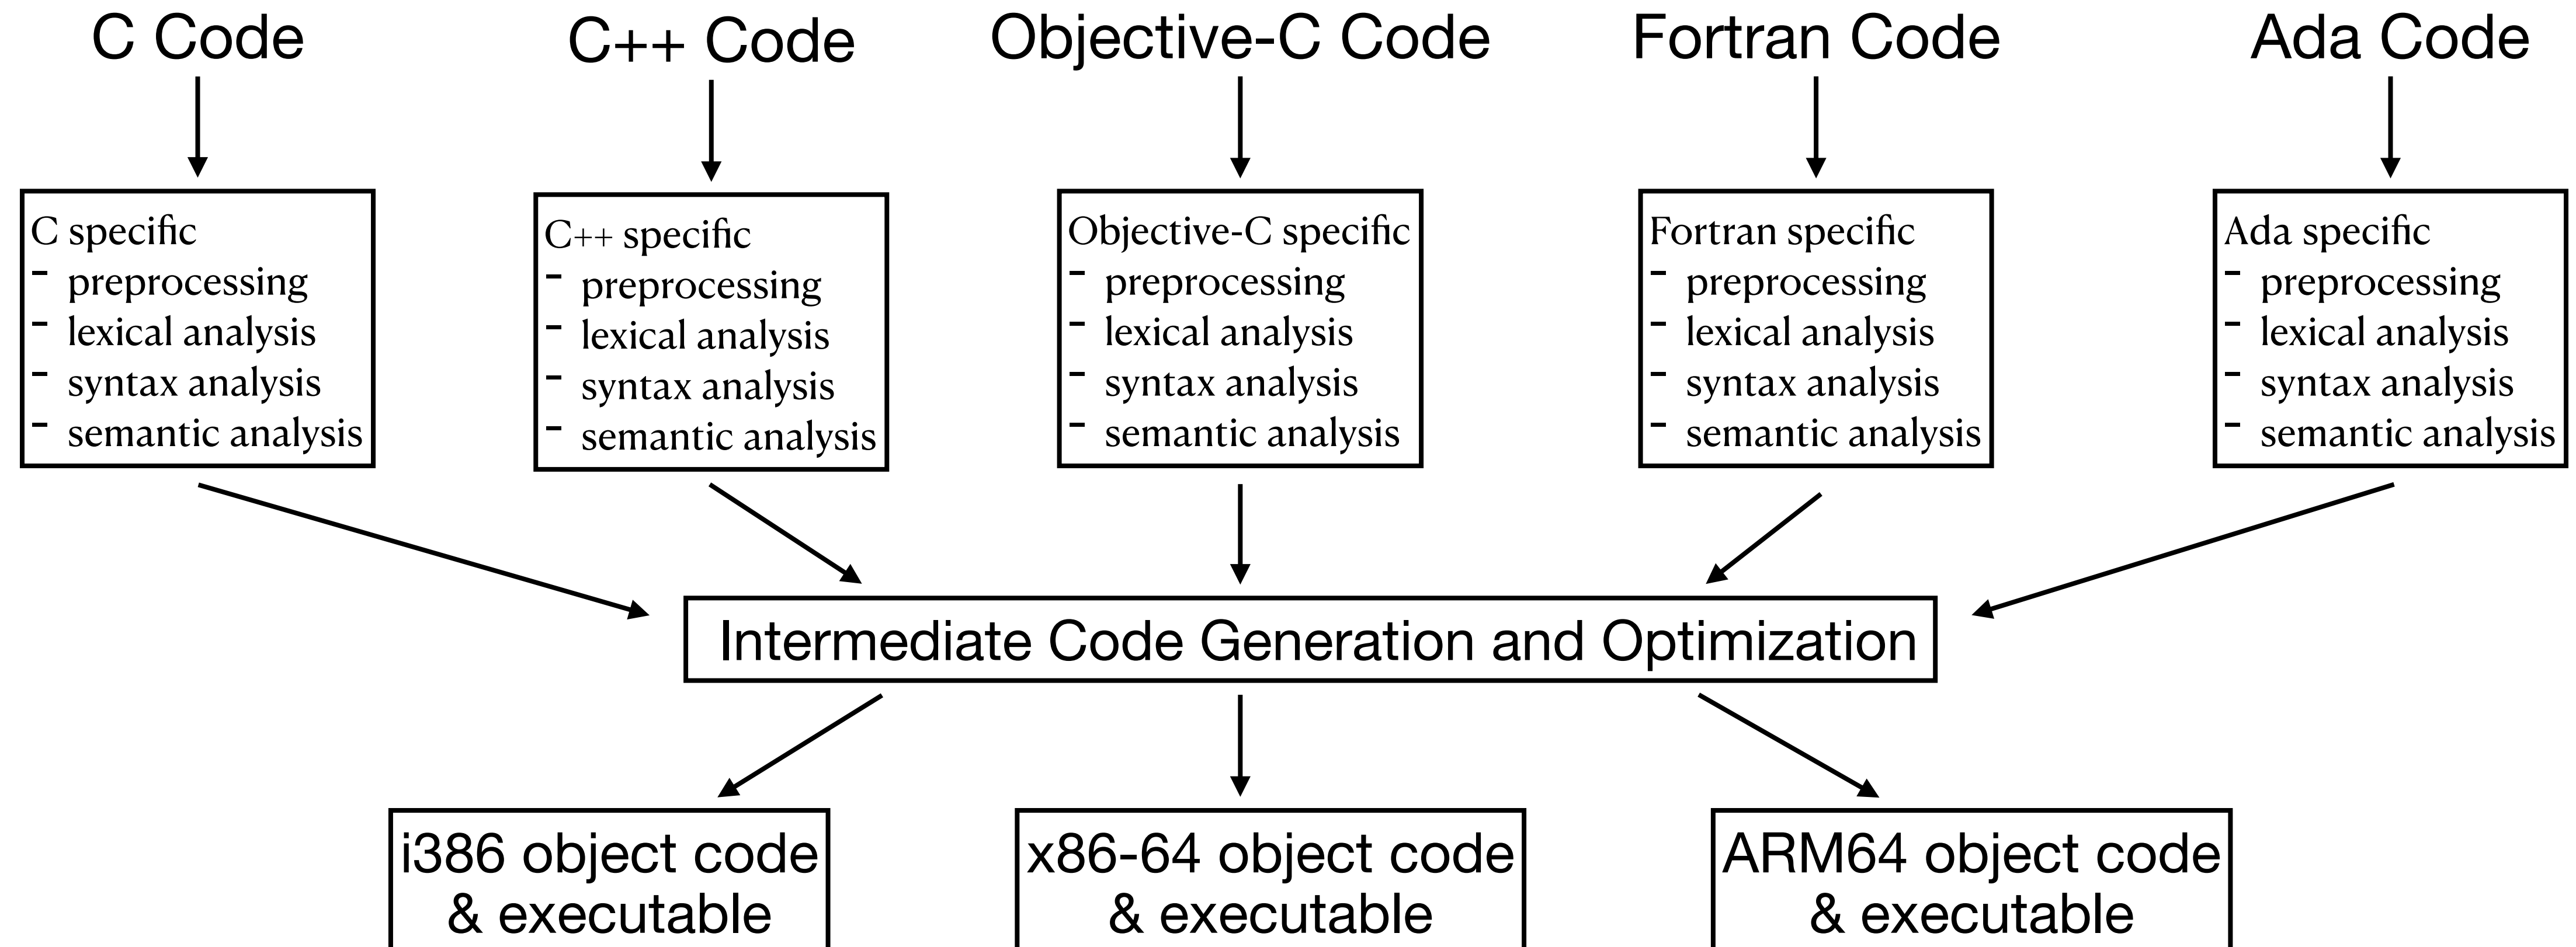 C Code
C++ Code
Objective-C Code
Fortran Code
Ada Code
C specific
- preprocessing
- lexical analysis
- syntax analysis
- semantic analysis
C++ specific
- preprocessing
- lexical analysis
- syntax analysis
- semantic analysis
Objective-C specific
- preprocessing
- lexical analysis
- syntax analysis
- semantic analysis
Fortran specific
- preprocessing
- lexical analysis
- syntax analysis
- semantic analysis
Ada specific
- preprocessing
- lexical analysis
- syntax analysis
- semantic analysis
Intermediate Code Generation and Optimization
i386 object code
& executable
x86-64 object code
& executable
ARM64 object code
& executable